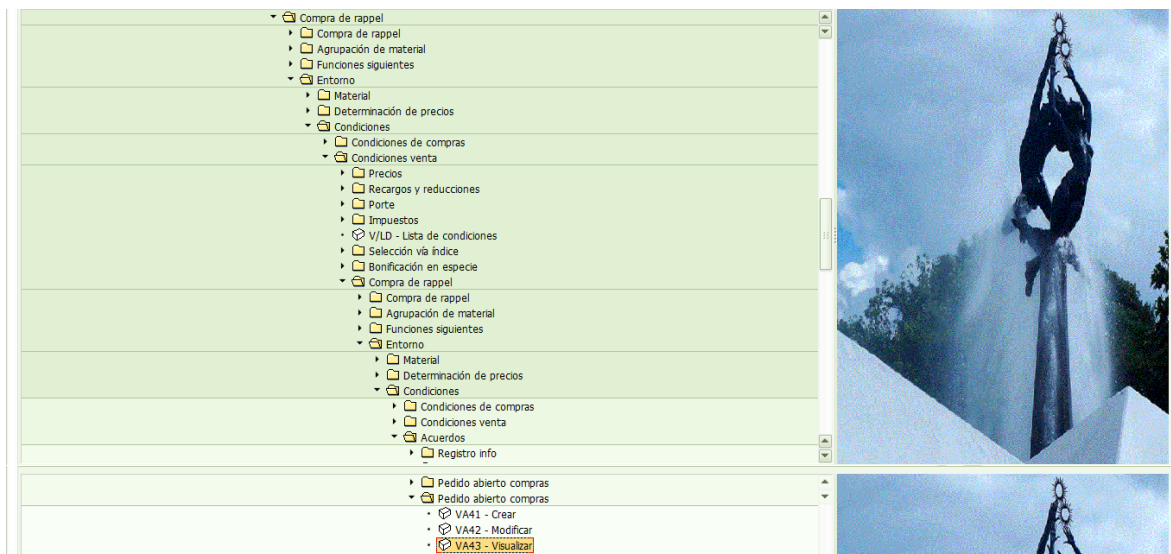 Compra de rappel
Compra de rappel
Agrupación de material
Funciones siguientes
Entorno
Material
Determinación de precios
Condiciones
Condiciones de compras
Condiciones venta
Precios
Recargos y reducciones
Porte
Impuestos
V/LD - Lista de condiciones
Selección vía índice
Bonificación en especie
Compra de rappel
Compra de rappel
Agrupación de material
Funciones siguientes
Entorno
Material
Determinación de precios
Condiciones
Condiciones de compras
Condiciones venta
Acuerdos
Registro info
Pedido abierto compras
Pedido abierto compras
VA41 - Crear
VA42 - Modificar
VA43 - Visualizar